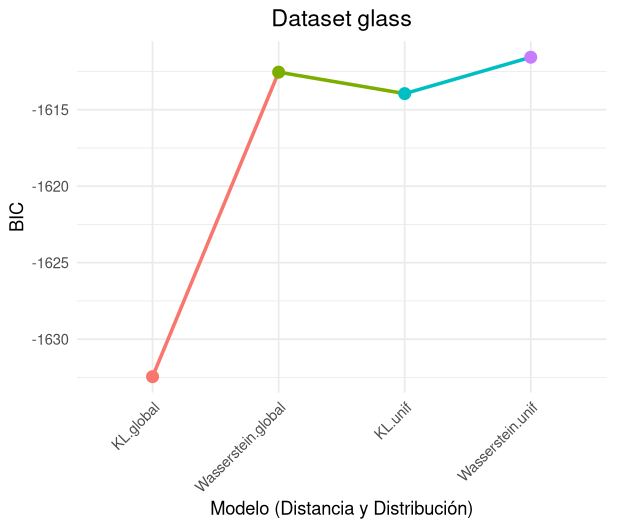 Dataset glass
BIC
-1615
-1620
-1625
-1630
KL.global
Wasserstein.global
KL.unif
Wasserstein.unif
Modelo (Distancia y Distribución)